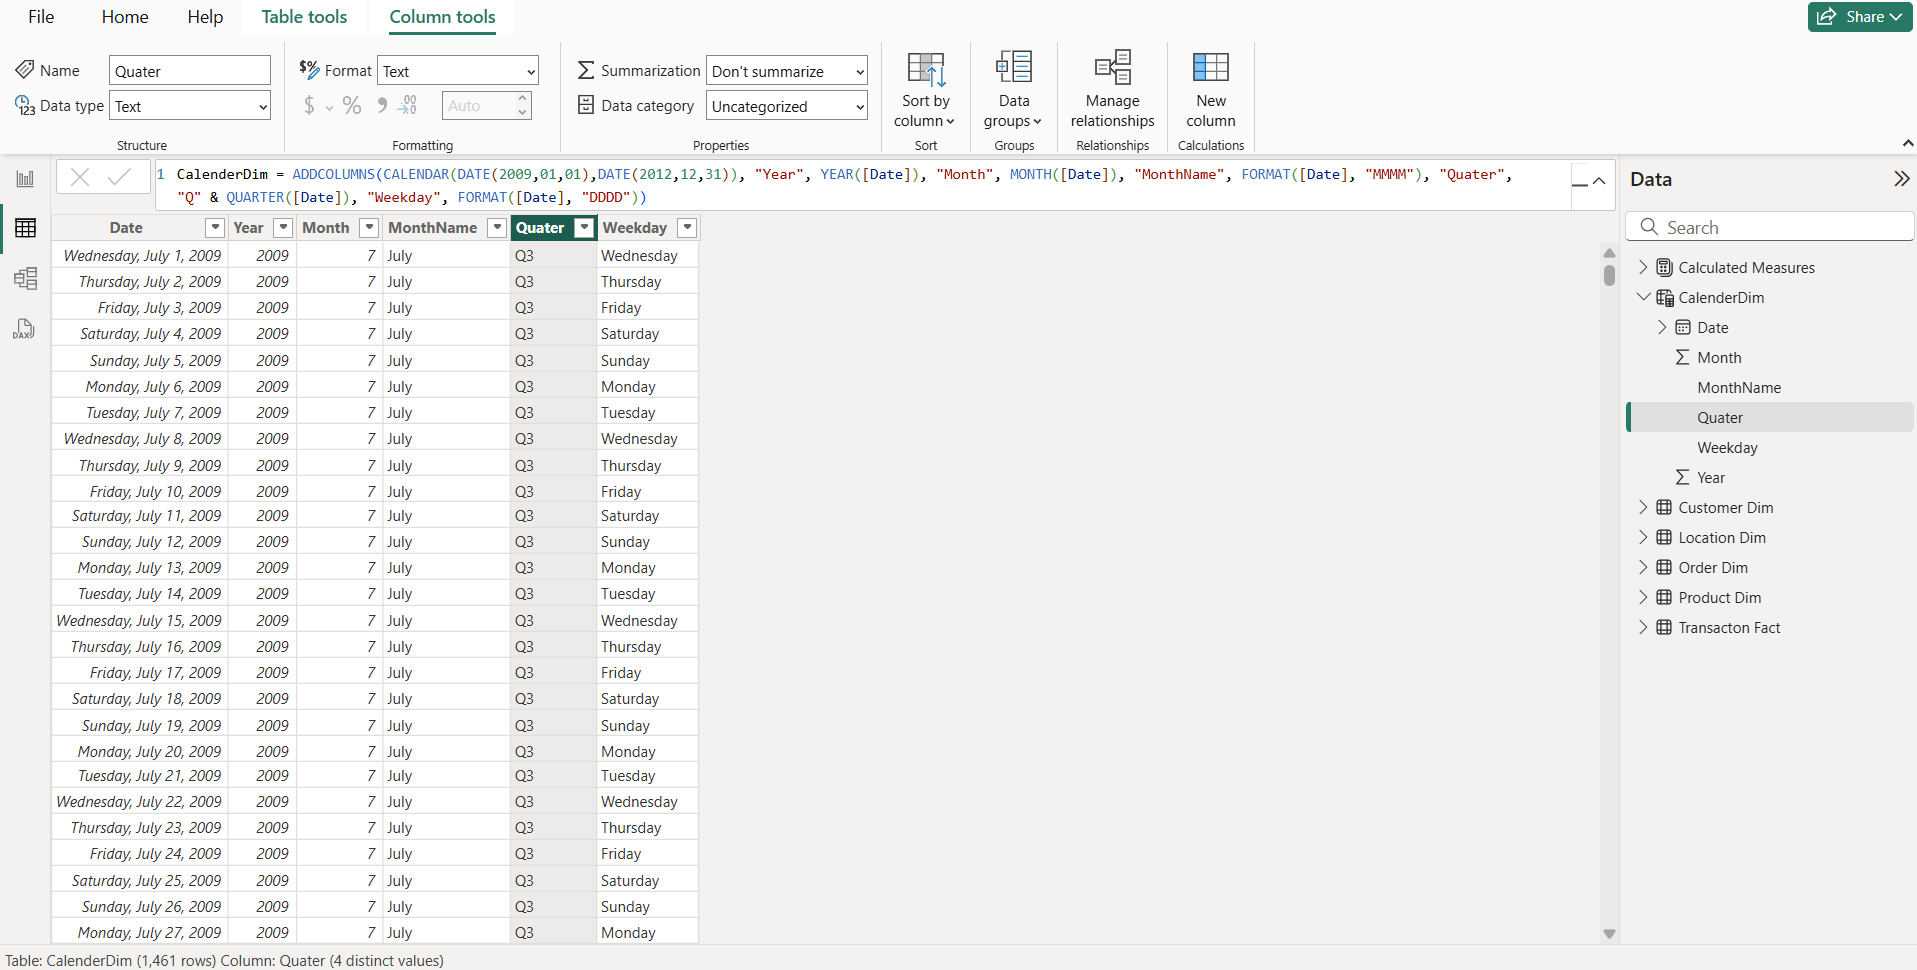 File Home Help Table tools Column tools Share
Name Quater Format Text Summarization Don't summarize
Data type Text $ % Auto Data category Uncategorized
Sort by column Data groups Manage relationships New column
Structure Formatting Properties Sort Groups Relationships Calculations
1 CalenderDim = ADDCOLUMNS(CALENDAR(DATE(2009,01,01),DATE(2012,12,31)), "Year", YEAR([Date]), "Month", MONTH([Date]), "MonthName", FORMAT([Date], "MMMM"), "Quater",
"Q" & QUARTER([Date]), "Weekday", FORMAT([Date], "DDDD"))
Date Year Month MonthName Quater Weekday
Wednesday, July 1, 2009 2009 7 July Q3 Wednesday
Thursday, July 2, 2009 2009 7 July Q3 Thursday
Friday, July 3, 2009 2009 7 July Q3 Friday
Saturday, July 4, 2009 2009 7 July Q3 Saturday
Sunday, July 5, 2009 2009 7 July Q3 Sunday
Monday, July 6, 2009 2009 7 July Q3 Monday
Tuesday, July 7, 2009 2009 7 July Q3 Tuesday
Wednesday, July 8, 2009 2009 7 July Q3 Wednesday
Thursday, July 9, 2009 2009 7 July Q3 Thursday
Friday, July 10, 2009 2009 7 July Q3 Friday
Saturday, July 11, 2009 2009 7 July Q3 Saturday
Sunday, July 12, 2009 2009 7 July Q3 Sunday
Monday, July 13, 2009 2009 7 July Q3 Monday
Tuesday, July 14, 2009 2009 7 July Q3 Tuesday
Wednesday, July 15, 2009 2009 7 July Q3 Wednesday
Thursday, July 16, 2009 2009 7 July Q3 Thursday
Friday, July 17, 2009 2009 7 July Q3 Friday
Saturday, July 18, 2009 2009 7 July Q3 Saturday
Sunday, July 19, 2009 2009 7 July Q3 Sunday
Monday, July 20, 2009 2009 7 July Q3 Monday
Tuesday, July 21, 2009 2009 7 July Q3 Tuesday
Wednesday, July 22, 2009 2009 7 July Q3 Wednesday
Thursday, July 23, 2009 2009 7 July Q3 Thursday
Friday, July 24, 2009 2009 7 July Q3 Friday
Saturday, July 25, 2009 2009 7 July Q3 Saturday
Sunday, July 26, 2009 2009 7 July Q3 Sunday
Monday, July 27, 2009 2009 7 July Q3 Monday
Data
Search
Calculated Measures
CalenderDim
Date
Month
MonthName
Quater
Weekday
Year
Customer Dim
Location Dim
Order Dim
Product Dim
Transacton Fact
DAX
Table: CalenderDim (1,461 rows) Column: Quater (4 distinct values)